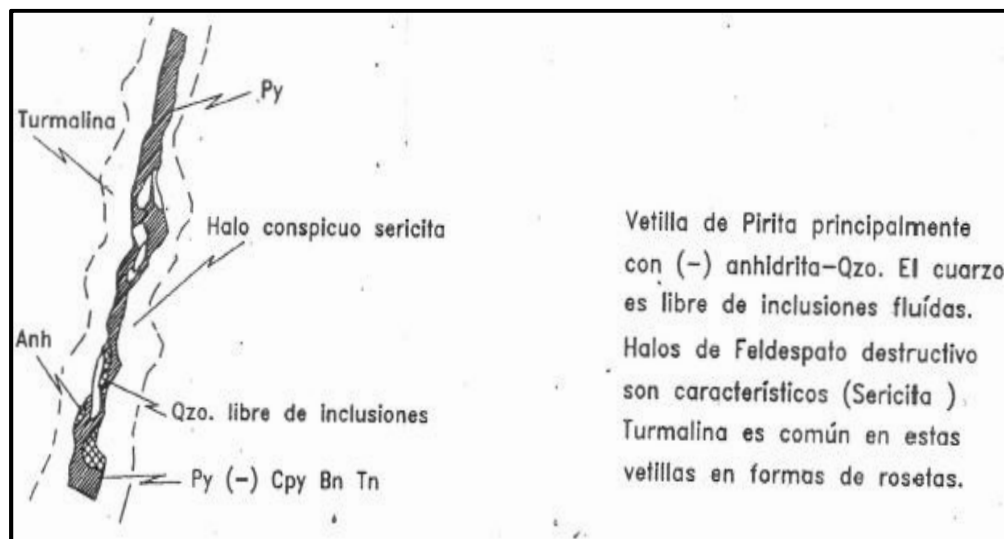 Py
Turmalina
Halo conspicuo sericita
Anh
Qzo. libre de inclusiones
Py (-) Cpy Bn Tn
Vetilla de Pirita principalmente
con (-) anhidrita-Qzo. El cuarzo
es libre de inclusiones fluídas.
Halos de Feldespato destructivo
son característicos (Sericita )
Turmalina es común en estas
vetillas en formas de rosetas.